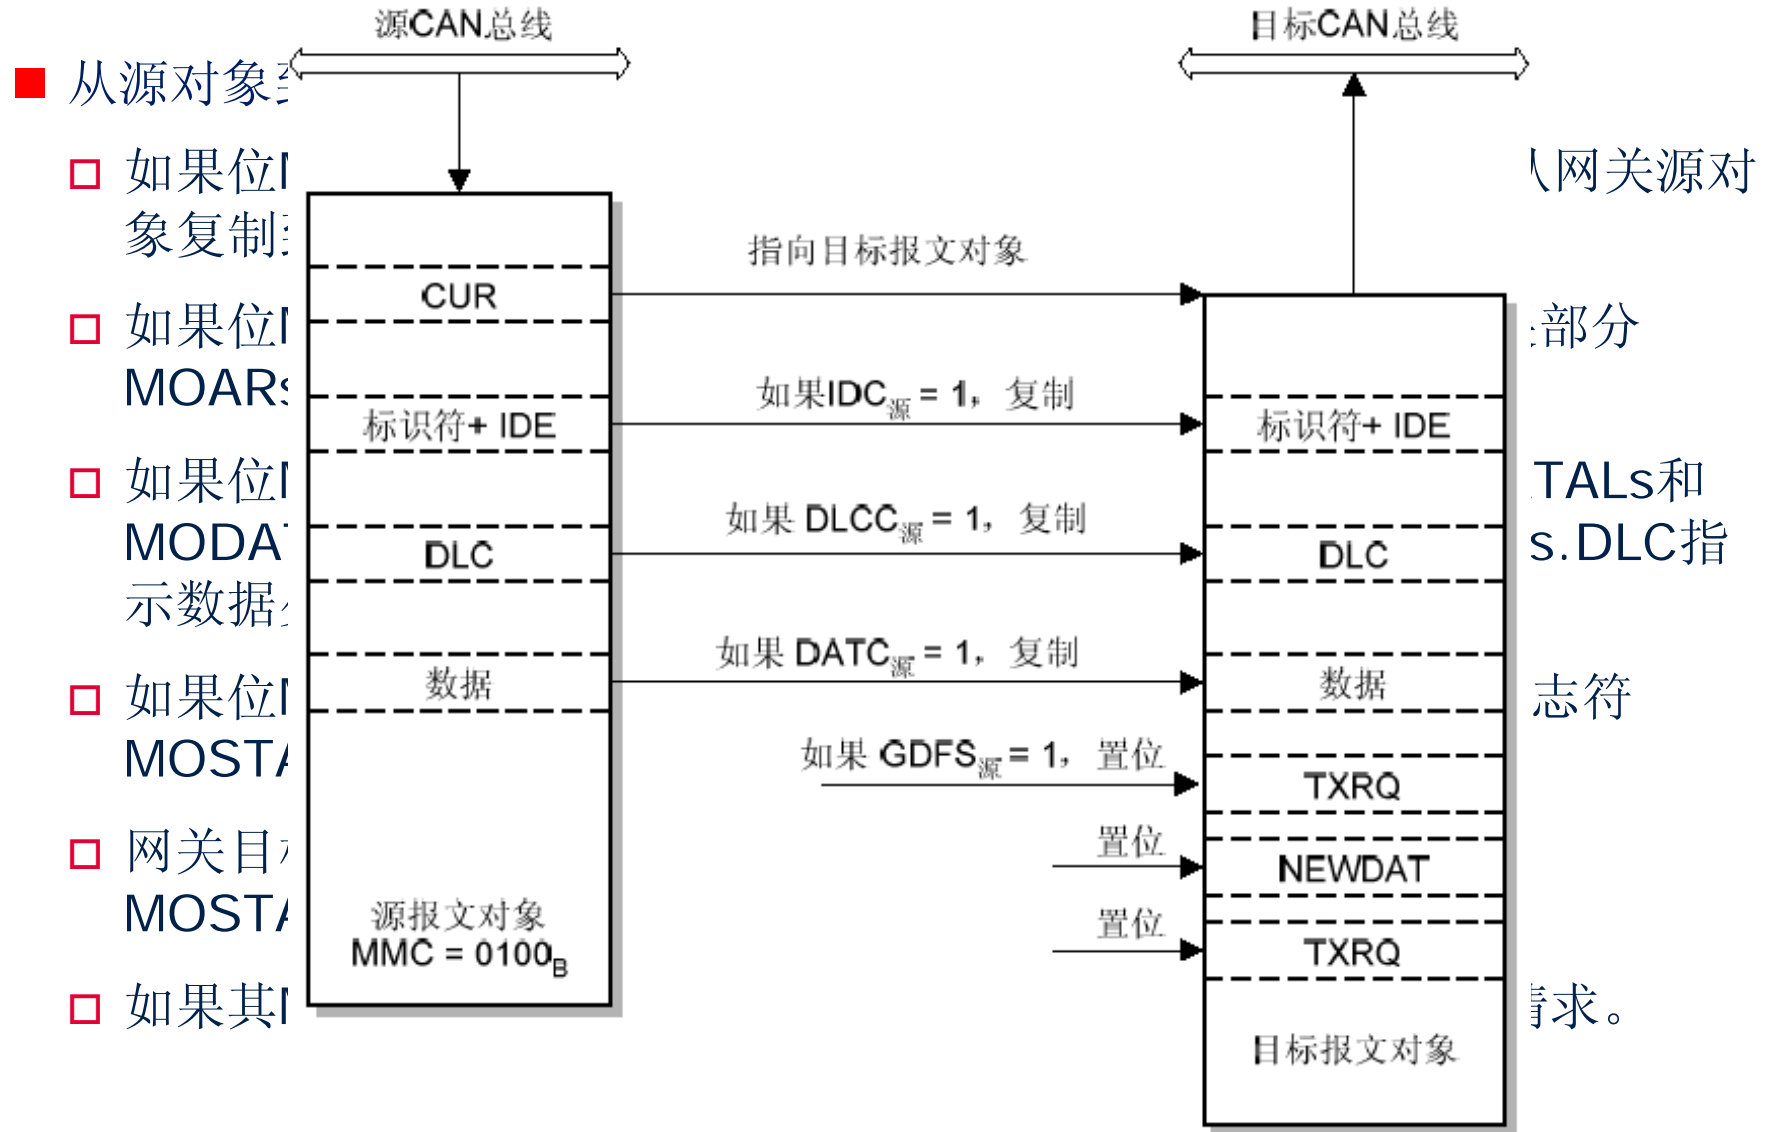 源CAN总线
目标CAN总线
从源对象
如果位
网关源对
象复制
指向目标报文对象
CUR
如果位
部分
MOARs
如果IDC源 = 1，复制
标识符+ IDE
标识符+ IDE
如果位
TALs和
如果 DLCC源 = 1，复制
MODAT
s.DLC指
DLC
DLC
示数据
如果 DATC源 = 1，复制
数据
数据
如果位
志符
MOSTA
如果 GDFS源 = 1，置位
TXRQ
网关目
置位
NEWDAT
MOSTA
源报文对象
MMC = 0100B
置位
TXRQ
如果其
请求。
目标报文对象